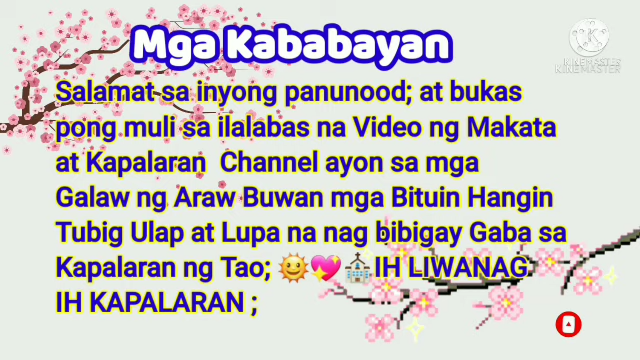 Mga Kababayan
Salamat sa inyong panunood; at bukas
pong muli sa ilalabas na Video ng Makata
at Kapalaran Channel ayon sa mga
Galaw ng Araw Buwan mga Bituin Hangin
Tubig Ulap at Lupa na nag bibigay Gaba sa
Kapalaran ng Tao; 🌞💖⛪IH LIWANAG.
IH KAPALARAN ;
KINEMASTER
KINEMASTER